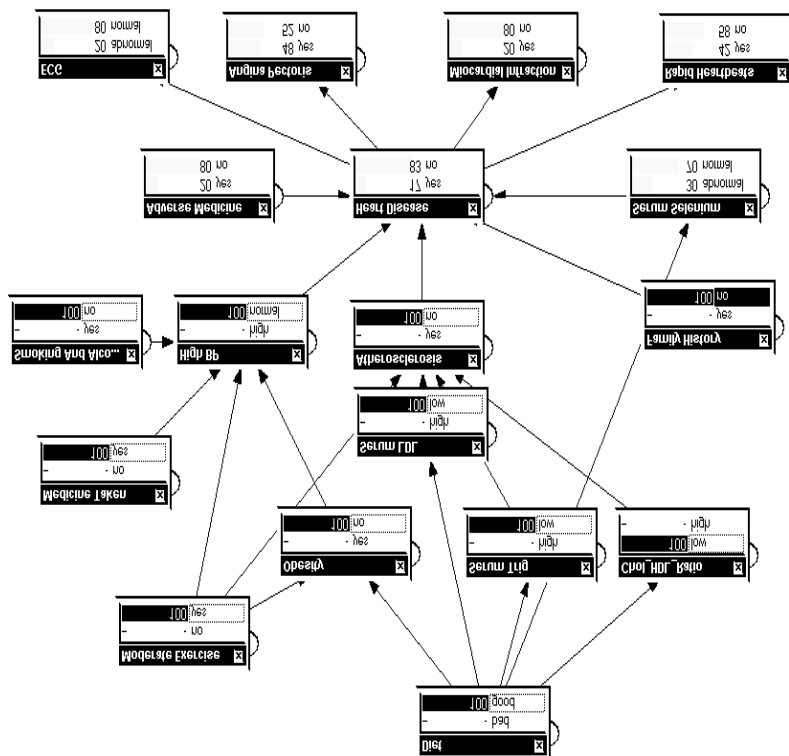 Diet
- bad
100 good
Moderate Exercise
- no
100 yes
Obesity
- yes
100 no
Serum Trig
- high
100 low
Chol_HDL_Ratio
100 low
- high
Medicine Taken
- no
100 yes
Serum LDL
- high
100 low
Smoking And Alco...
- yes
100 no
High BP
- high
100 normal
Atherosclerosis
- yes
100 no
Family History
- yes
100 no
Adverse Medicine
20 yes
80 no
Heart Disease
17 yes
83 no
Serum Selenium
30 abnormal
70 normal
ECG
20 abnormal
80 normal
Angina Pectoris
48 yes
52 no
Miocardial Infraction
20 yes
80 no
Rapid Heartbeats
42 yes
58 no